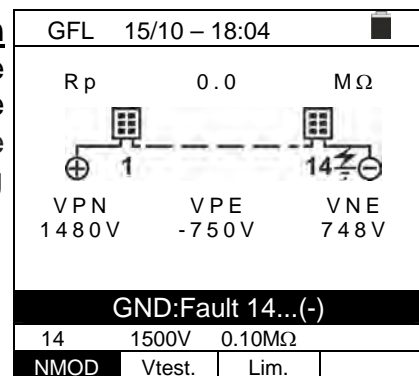 GFL 15/10 – 18:04
Rp 0.0 MΩ
1 14
VPN VPE VNE
1480V -750V 748V
GND:Fault 14...(-)
14 1500V 0.10MΩ
NMOD Vtest. Lim.